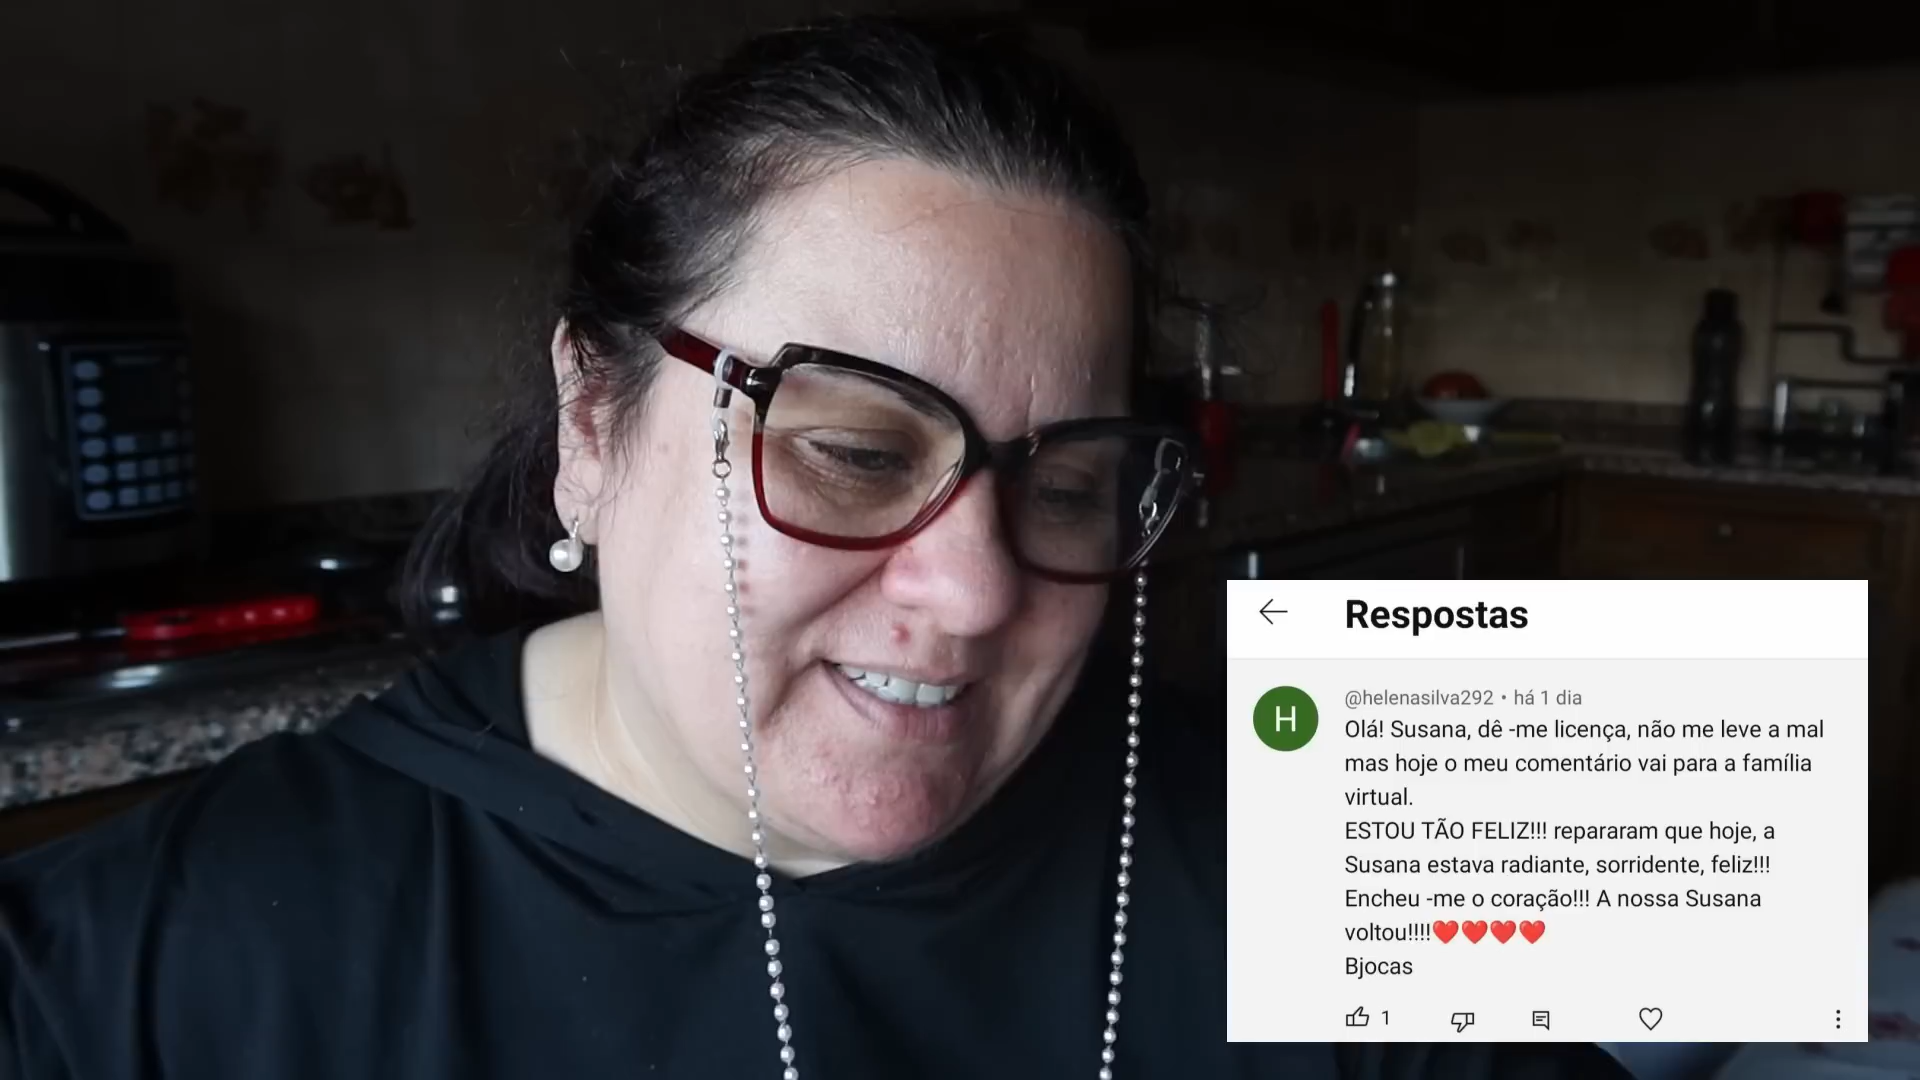 Respostas
@helenasilva292 • há 1 dia
Olá! Susana, dê -me licença, não me leve a mal
mas hoje o meu comentário vai para a família
virtual.
ESTOU TÃO FELIZ!!! repararam que hoje, a
Susana estava radiante, sorridente, feliz!!!
Encheu -me o coração!!! A nossa Susana
voltou!!!!❤️❤️❤️❤️
Bjocas
1
H